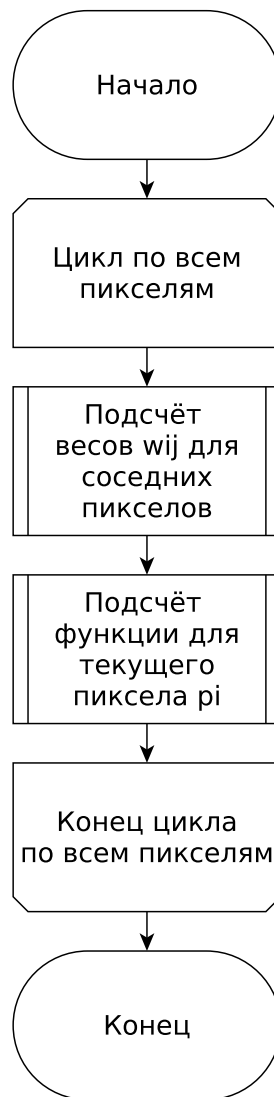 Начало
Цикл по всем
пикселям
Подсчёт
весов wij для
соседних
пикселов
Подсчёт
функции для
текущего
пиксела pi
Конец цикла
по всем пикселям
Конец